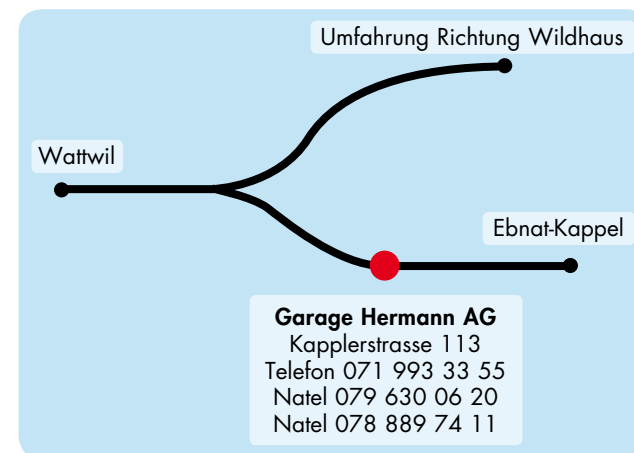 Umfahrung Richtung Wildhaus
Wattwil
Ebnat-Kappel
Garage Hermann AG
Kapplerstrasse 113
Telefon 071 993 33 55
Natel 079 630 06 20
Natel 078 889 74 11